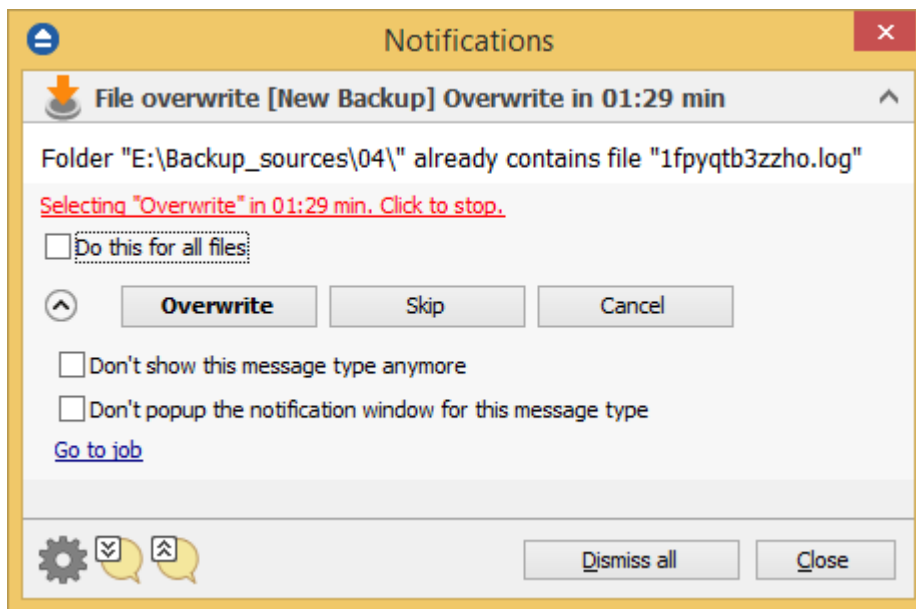 Notifications
File overwrite [New Backup] Overwrite in 01:29 min
Folder "E:\Backup_sources\04\" already contains file "1fpyqtb3zzho.log"
Selecting "Overwrite" in 01:29 min. Click to stop.
Do this for all files
Overwrite Skip Cancel
Don't show this message type anymore
Don't popup the notification window for this message type
Go to job
Dismiss all Close